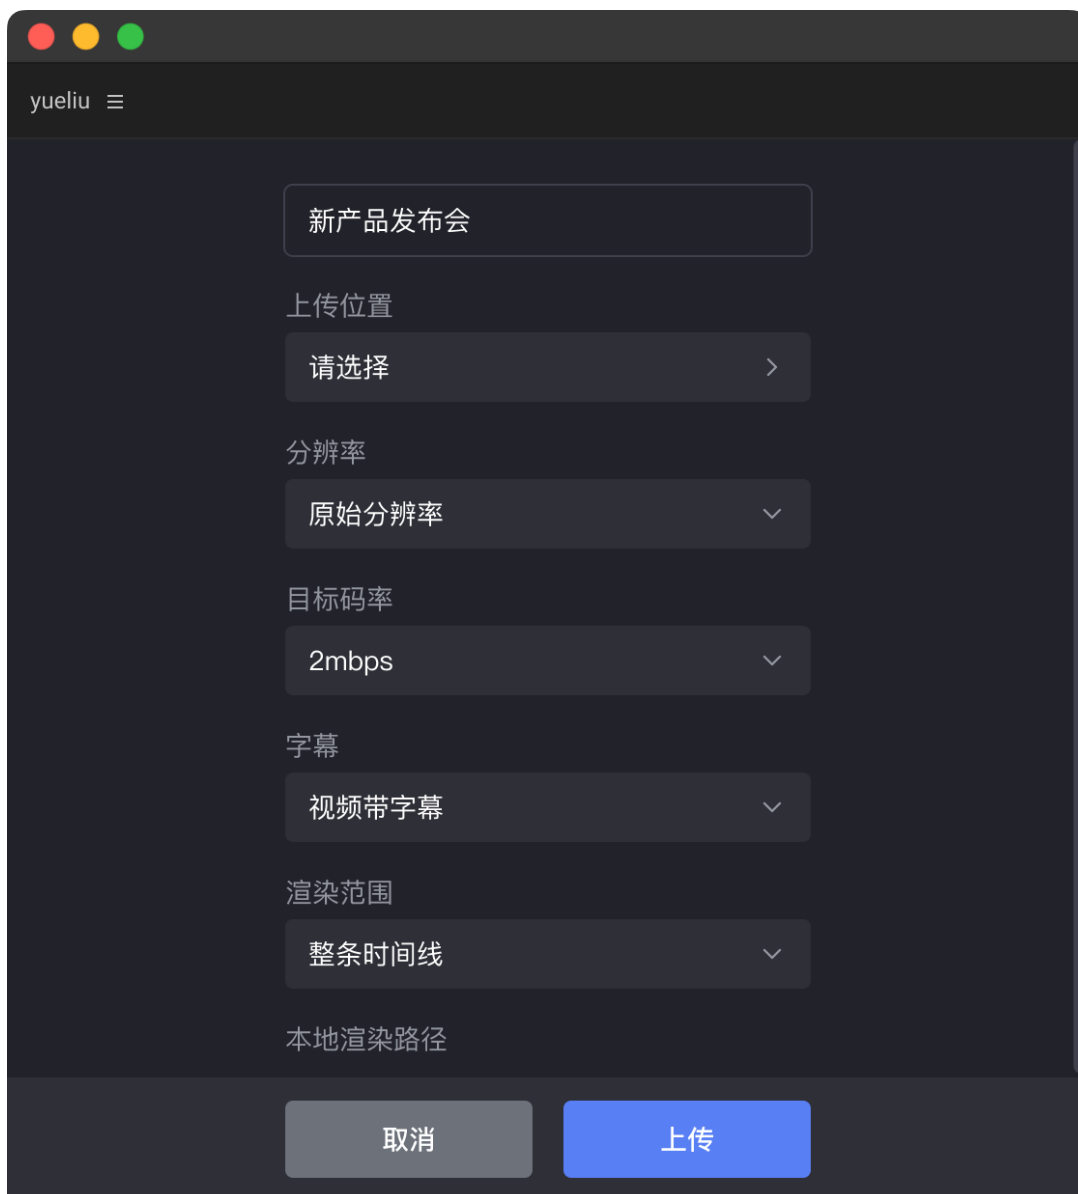 yueliu
新产品发布会
上传位置
请选择
分辨率
原始分辨率
目标码率
2mbps
字幕
视频带字幕
渲染范围
整条时间线
本地渲染路径
取消 上传